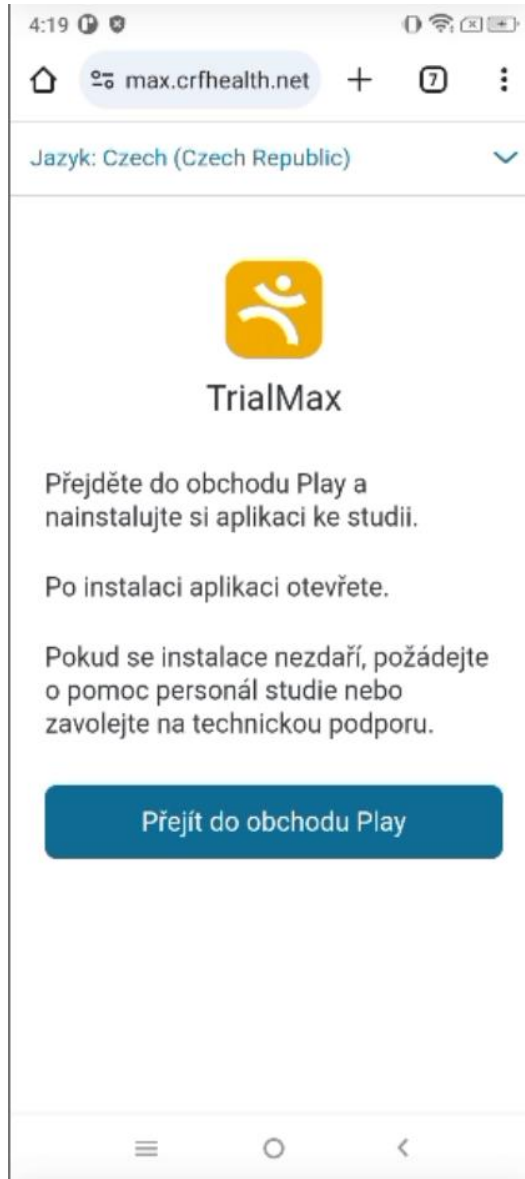 4:19
max.crfhealth.net
7
Jazyk: Czech (Czech Republic)
TrialMax
Přejděte do obchodu Play a
nainstalujte si aplikaci ke studii.
Po instalaci aplikaci otevřete.
Pokud se instalace nezdaří, požádejte
o pomoc personál studie nebo
zavolejte na technickou podporu.
Přejít do obchodu Play